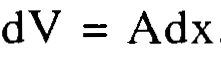 dV = Adx.